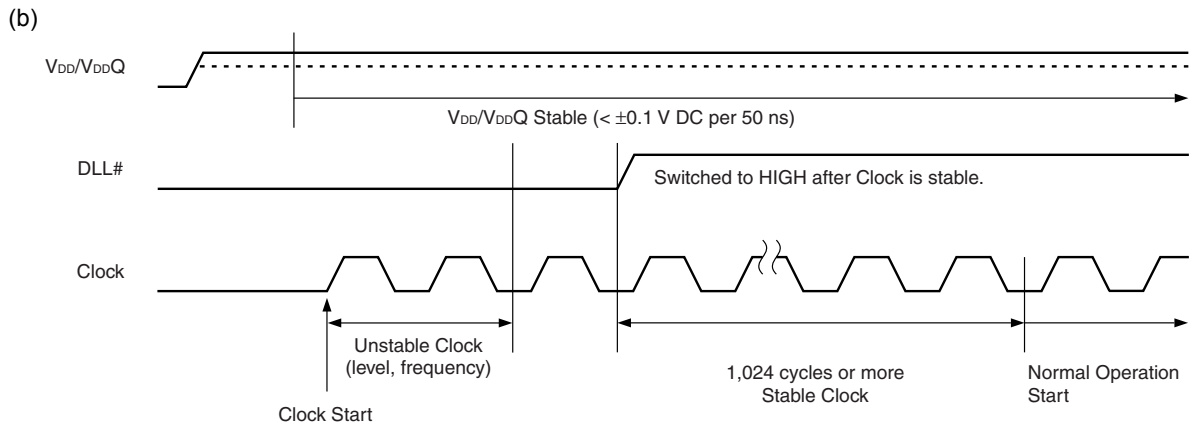 (b)
VDD/VDDQ
VDD/VDDQ Stable (< ±0.1 V DC per 50 ns)
DLL#
Switched to HIGH after Clock is stable.
Clock
Unstable Clock
(level, frequency)
1,024 cycles or more
Stable Clock
Normal Operation
Start
Clock Start